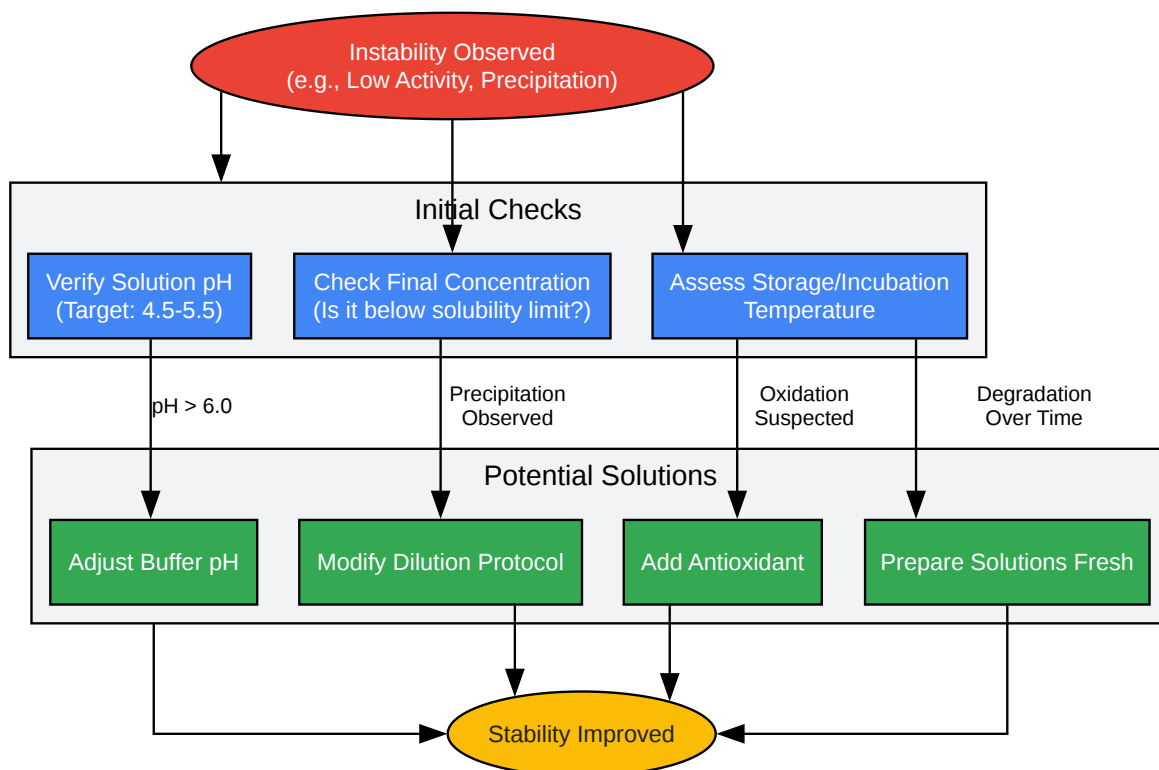 Instability Observed
(e.g., Low Activity, Precipitation)
Initial Checks
Verify Solution pH
(Target: 4.5-5.5)
Check Final Concentration
(Is it below solubility limit?)
Assess Storage/Incubation
Temperature
pH > 6.0
Precipitation
Observed
Oxidation
Suspected
Degradation
Over Time
Potential Solutions
Adjust Buffer pH
Modify Dilution Protocol
Add Antioxidant
Prepare Solutions Fresh
Stability Improved